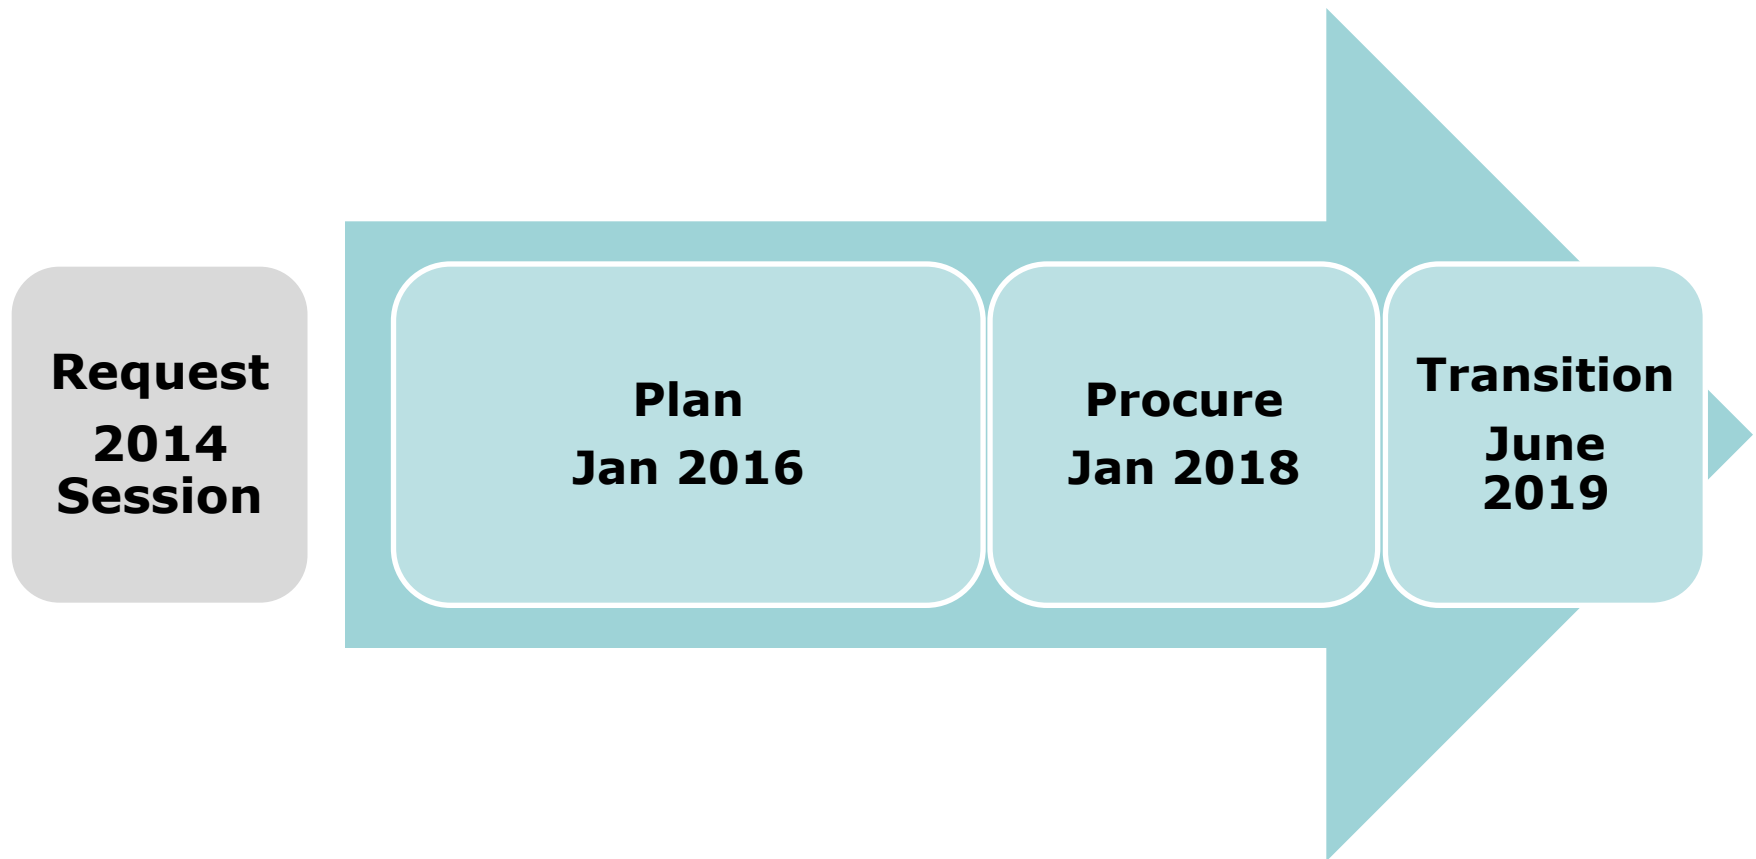 Request
2014
Session
Plan
Jan 2016
Procure
Jan 2018
Transition
June
2019